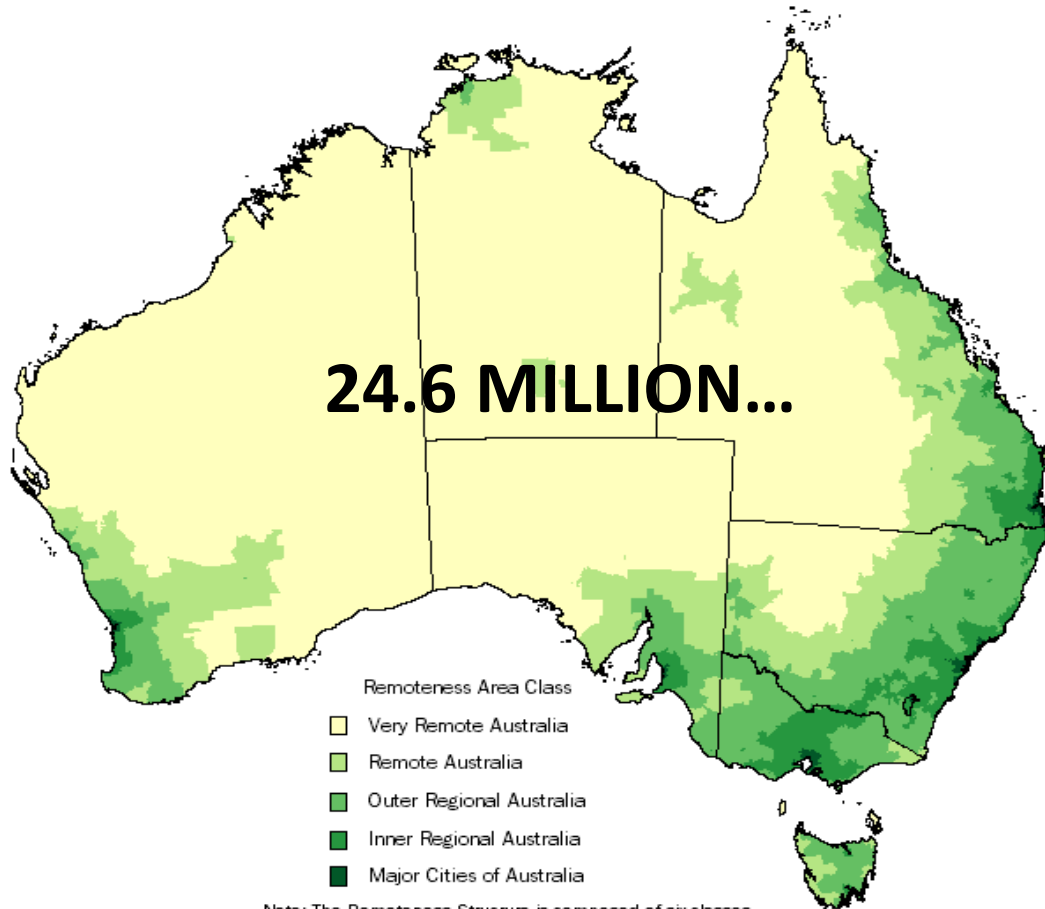 24.6 MILLION...
Remoteness Area Class
Very Remote Australia
Remote Australia
Outer Regional Australia
Inner Regional Australia
Major Cities of Australia